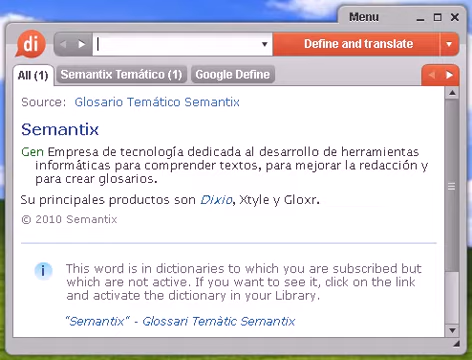 Menu
di
Define and translate
All (1) Semantix Temático (1) Google Define
Source: Glosario Temático Semantix
Semantix
Gen Empresa de tecnología dedicada al desarrollo de herramientas
informáticas para comprender textos, para mejorar la redacción y
para crear glosarios.
Su principales productos son Dixio, Xtyle y Gloxr.
© 2010 Semantix
i
This word is in dictionaries to which you are subscribed but
which are not active. If you want to see it, click on the link
and activate the dictionary in your Library.
"Semantix" - Glossari Temàtic Semantix